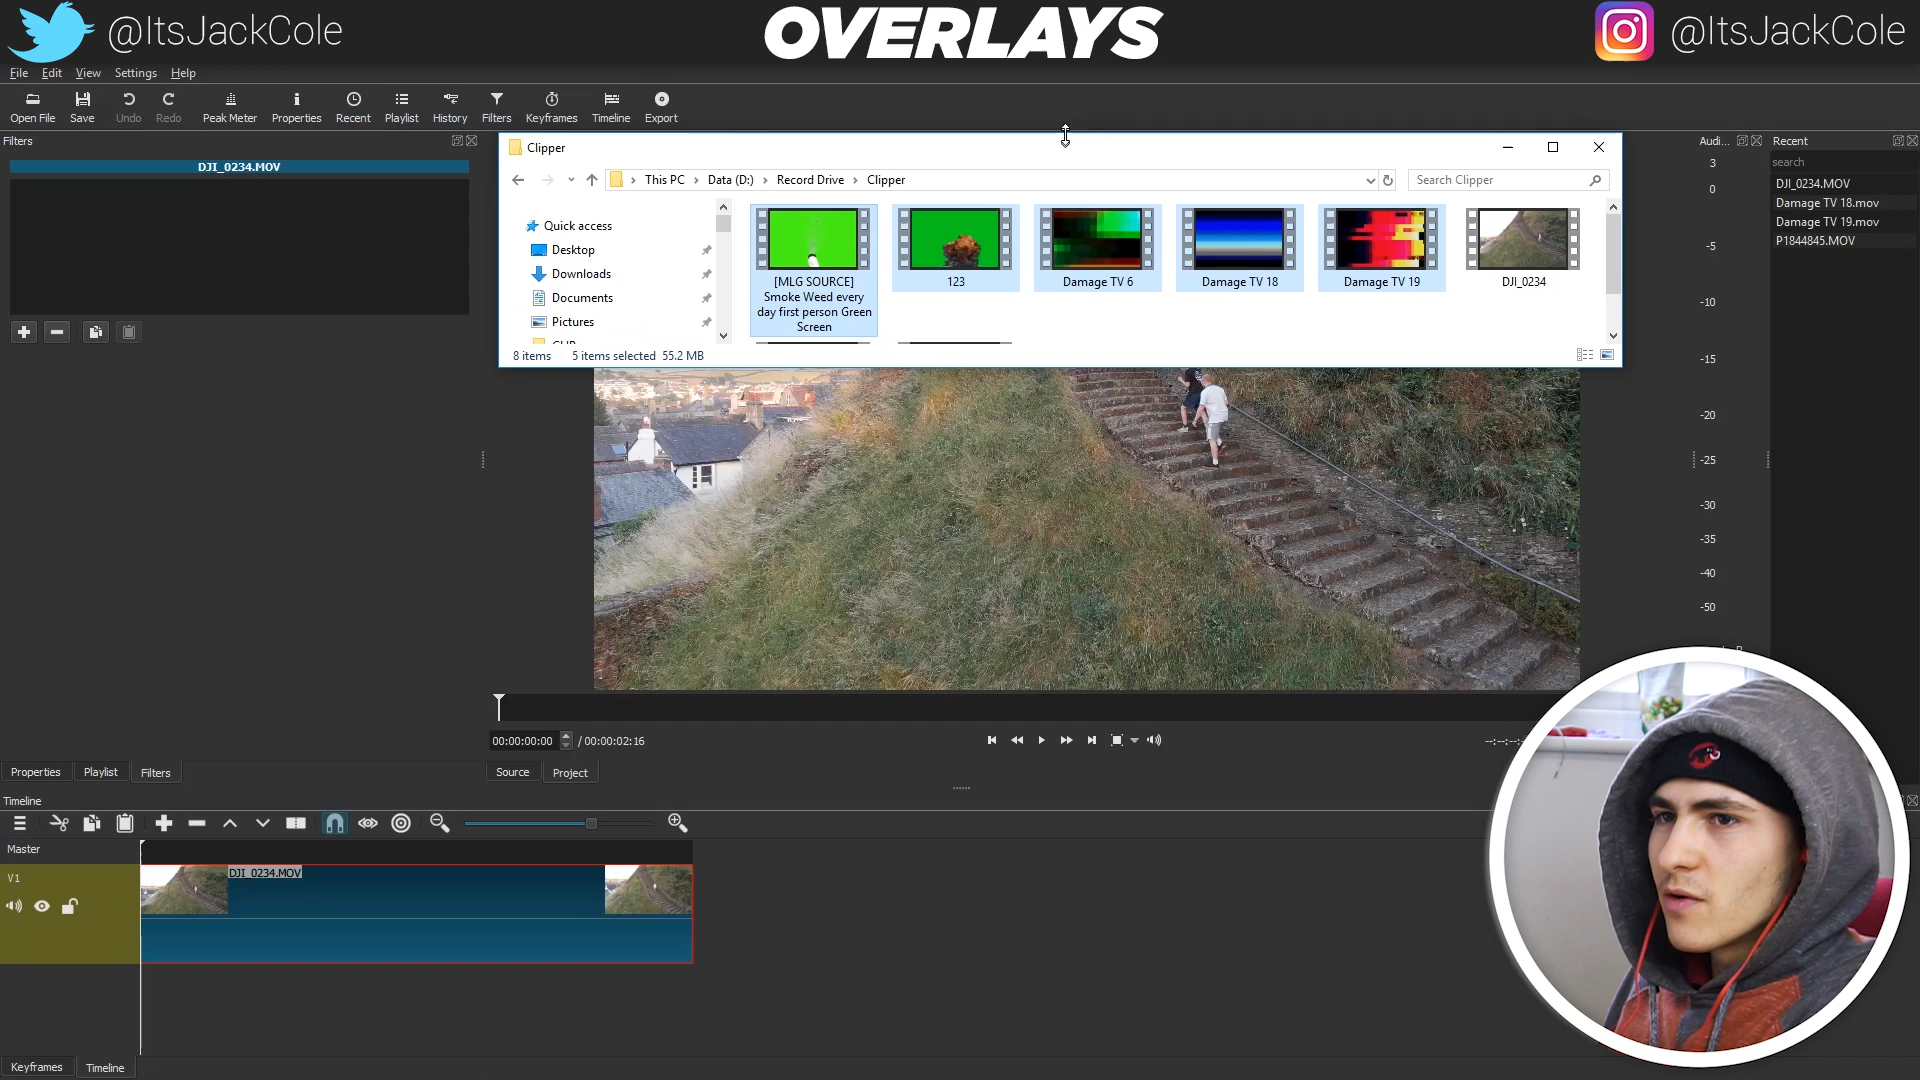 @ItsJackCole
OVERLAYS
@ItsJackCole
File Edit View Settings Help
Open File Save Undo Redo Peak Meter Properties Recent Playlist History Filters Keyframes Timeline Export
Filters
DJI_0234.MOV
Clipper
This PC > Data (D:) > Record Drive > Clipper
Search Clipper
Quick access
Desktop
Downloads
Documents
Pictures
[MLG SOURCE]
Smoke Weed every
day first person Green
Screen
123
Damage TV 6
Damage TV 18
Damage TV 19
DJI_0234
8 items 5 items selected 55.2 MB
Audi...
3
0
-5
-10
-15
-20
-25
-30
-35
-40
-50
Recent
search
DJI_0234.MOV
Damage TV 18.mov
Damage TV 19.mov
P1844845.MOV
00:00:00:00 / 00:00:02:16
--:--:--
Properties Playlist Filters
Source Project
Timeline
Master
V1
DJI_0234.MOV
Keyframes Timeline